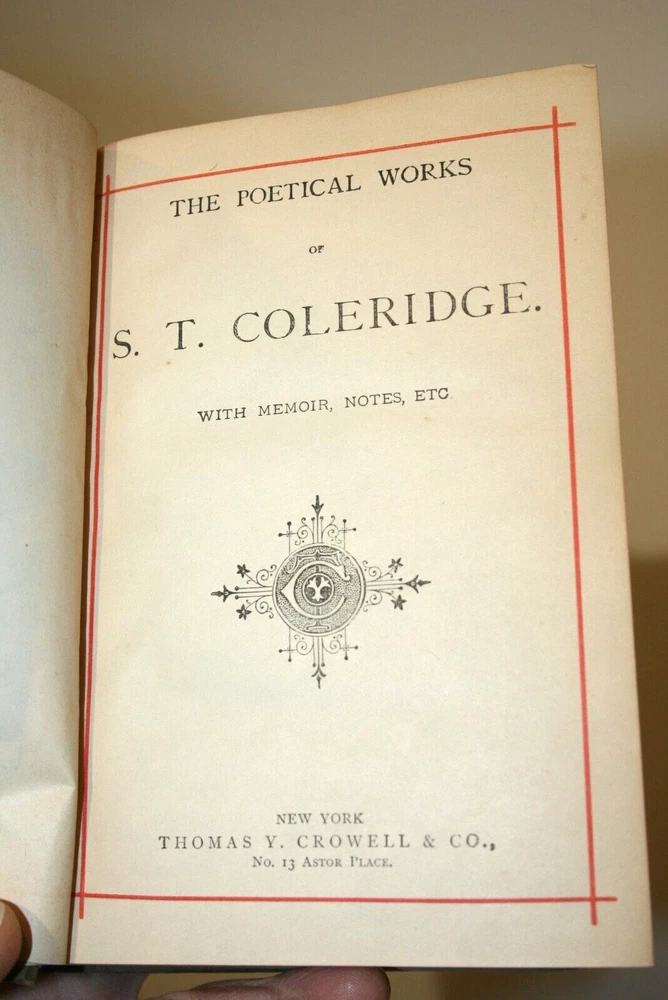 THE POETICAL WORKS
OF
S. T. COLERIDGE.
WITH MEMOIR, NOTES, ETC.
NEW YORK
THOMAS Y. CROWELL & CO.,
No. 13 Astor Place.